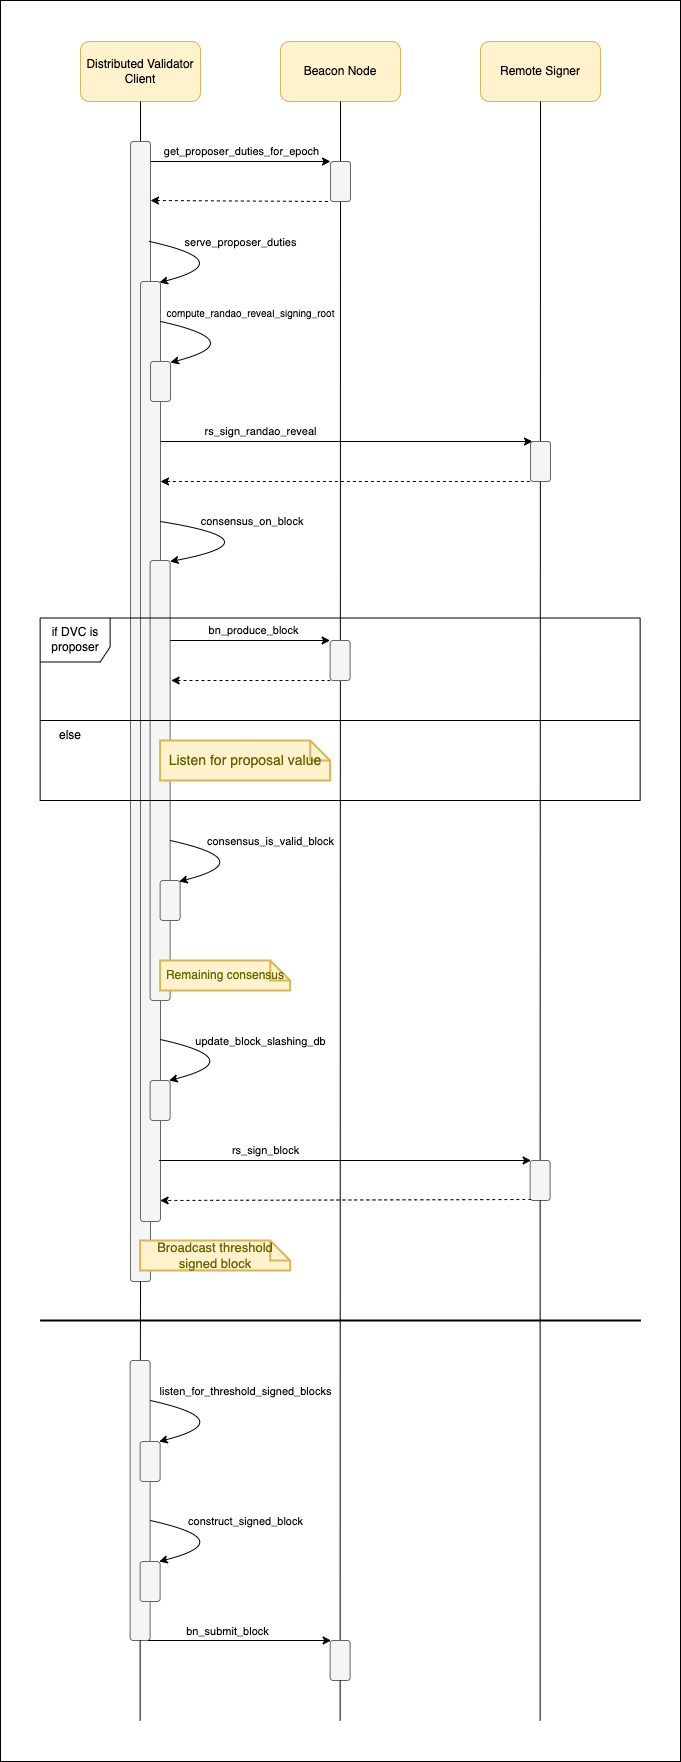 Distributed Validator
Client
Beacon Node
Remote Signer
get_proposer_duties_for_epoch
serve_proposer_duties
compute_randao_reveal_signing_root
rs_sign_randao_reveal
consensus_on_block
if DVC is
proposer
bn_produce_block
else
Listen for proposal value
consensus_is_valid_block
Remaining consensus
update_block_slashing_db
rs_sign_block
Broadcast threshold
signed block
listen_for_threshold_signed_blocks
construct_signed_block
bn_submit_block